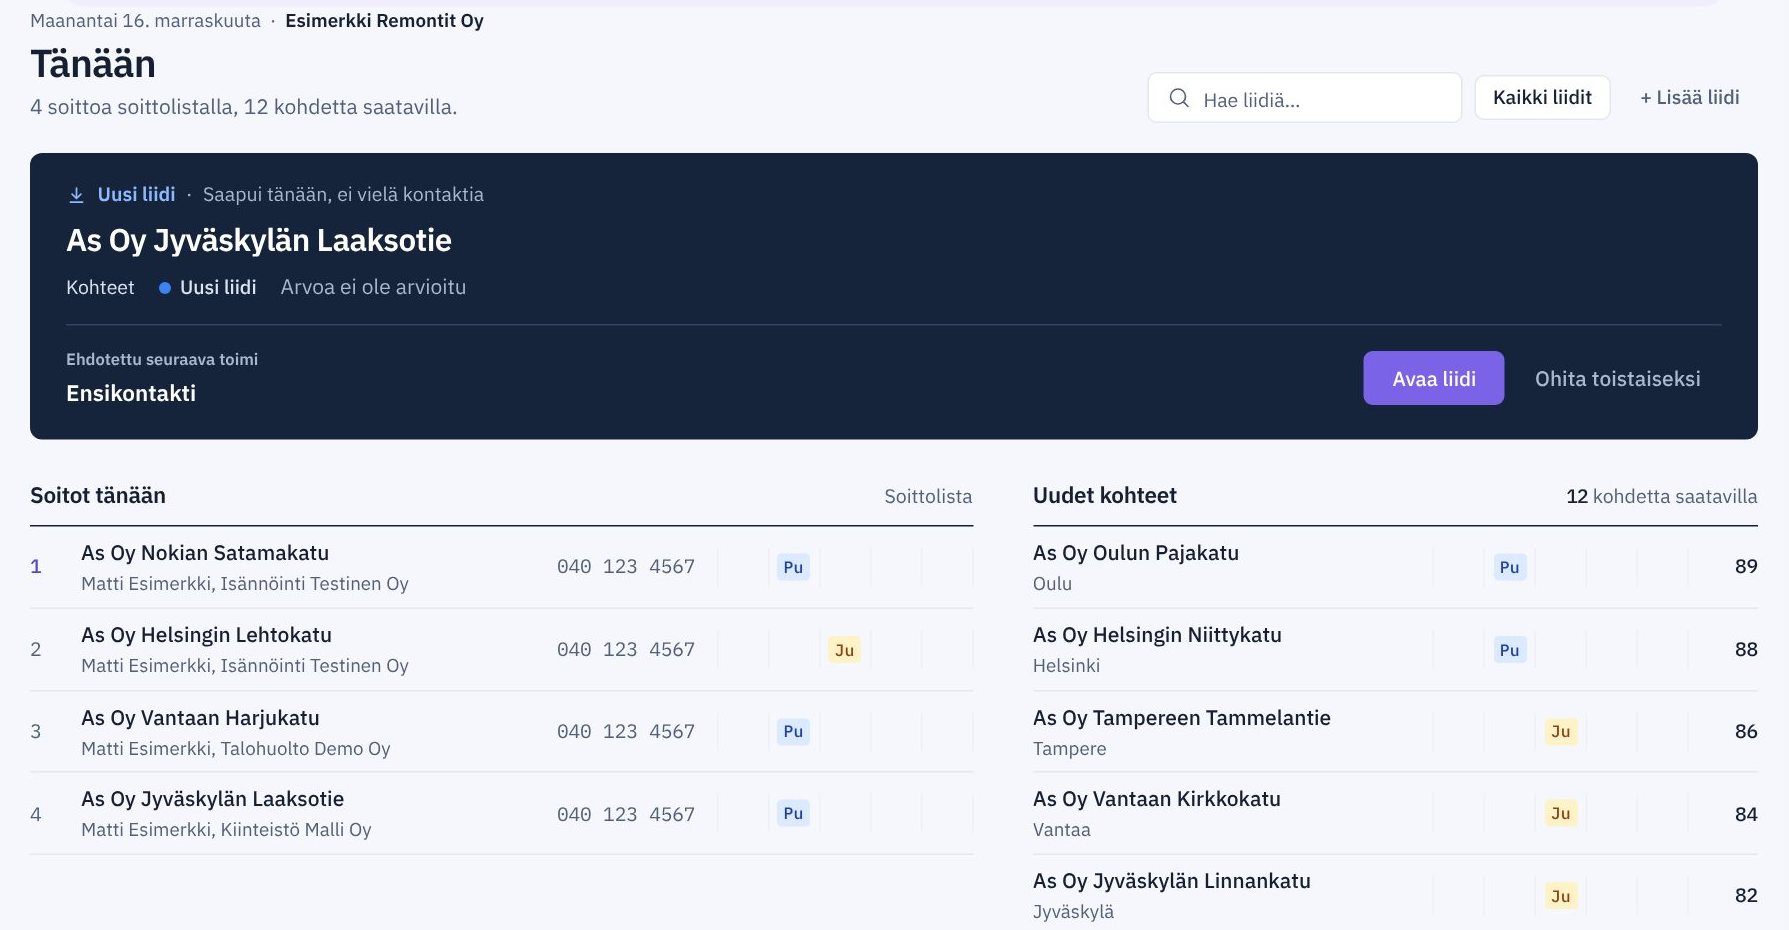 Maanantai 16. marraskuuta · Esimerkki Remontit Oy
Tänään
4 soittoa soittolistalla, 12 kohdetta saatavilla.
Hae liidiä...
Kaikki liidit
+ Lisää liidi
Uusi liidi · Saapui tänään, ei vielä kontaktia
As Oy Jyväskylän Laaksotie
Kohteet Uusi liidi Arvoa ei ole arvioitu
Ehdotettu seuraava toimi
Ensikontakti
Avaa liidi
Ohita toistaiseksi
Soitot tänään Soittolista
1 As Oy Nokian Satamakatu 040 123 4567 Pu
Matti Esimerkki, Isännöinti Testinen Oy
2 As Oy Helsingin Lehtokatu 040 123 4567 Ju
Matti Esimerkki, Isännöinti Testinen Oy
3 As Oy Vantaan Harjukatu 040 123 4567 Pu
Matti Esimerkki, Talohuolto Demo Oy
4 As Oy Jyväskylän Laaksotie 040 123 4567 Pu
Matti Esimerkki, Kiinteistö Malli Oy
Uudet kohteet 12 kohdetta saatavilla
As Oy Oulun Pajakatu Pu 89
Oulu
As Oy Helsingin Niittykatu Pu 88
Helsinki
As Oy Tampereen Tammelantie Ju 86
Tampere
As Oy Vantaan Kirkkokatu Ju 84
Vantaa
As Oy Jyväskylän Linnankatu Ju 82
Jyväskylä